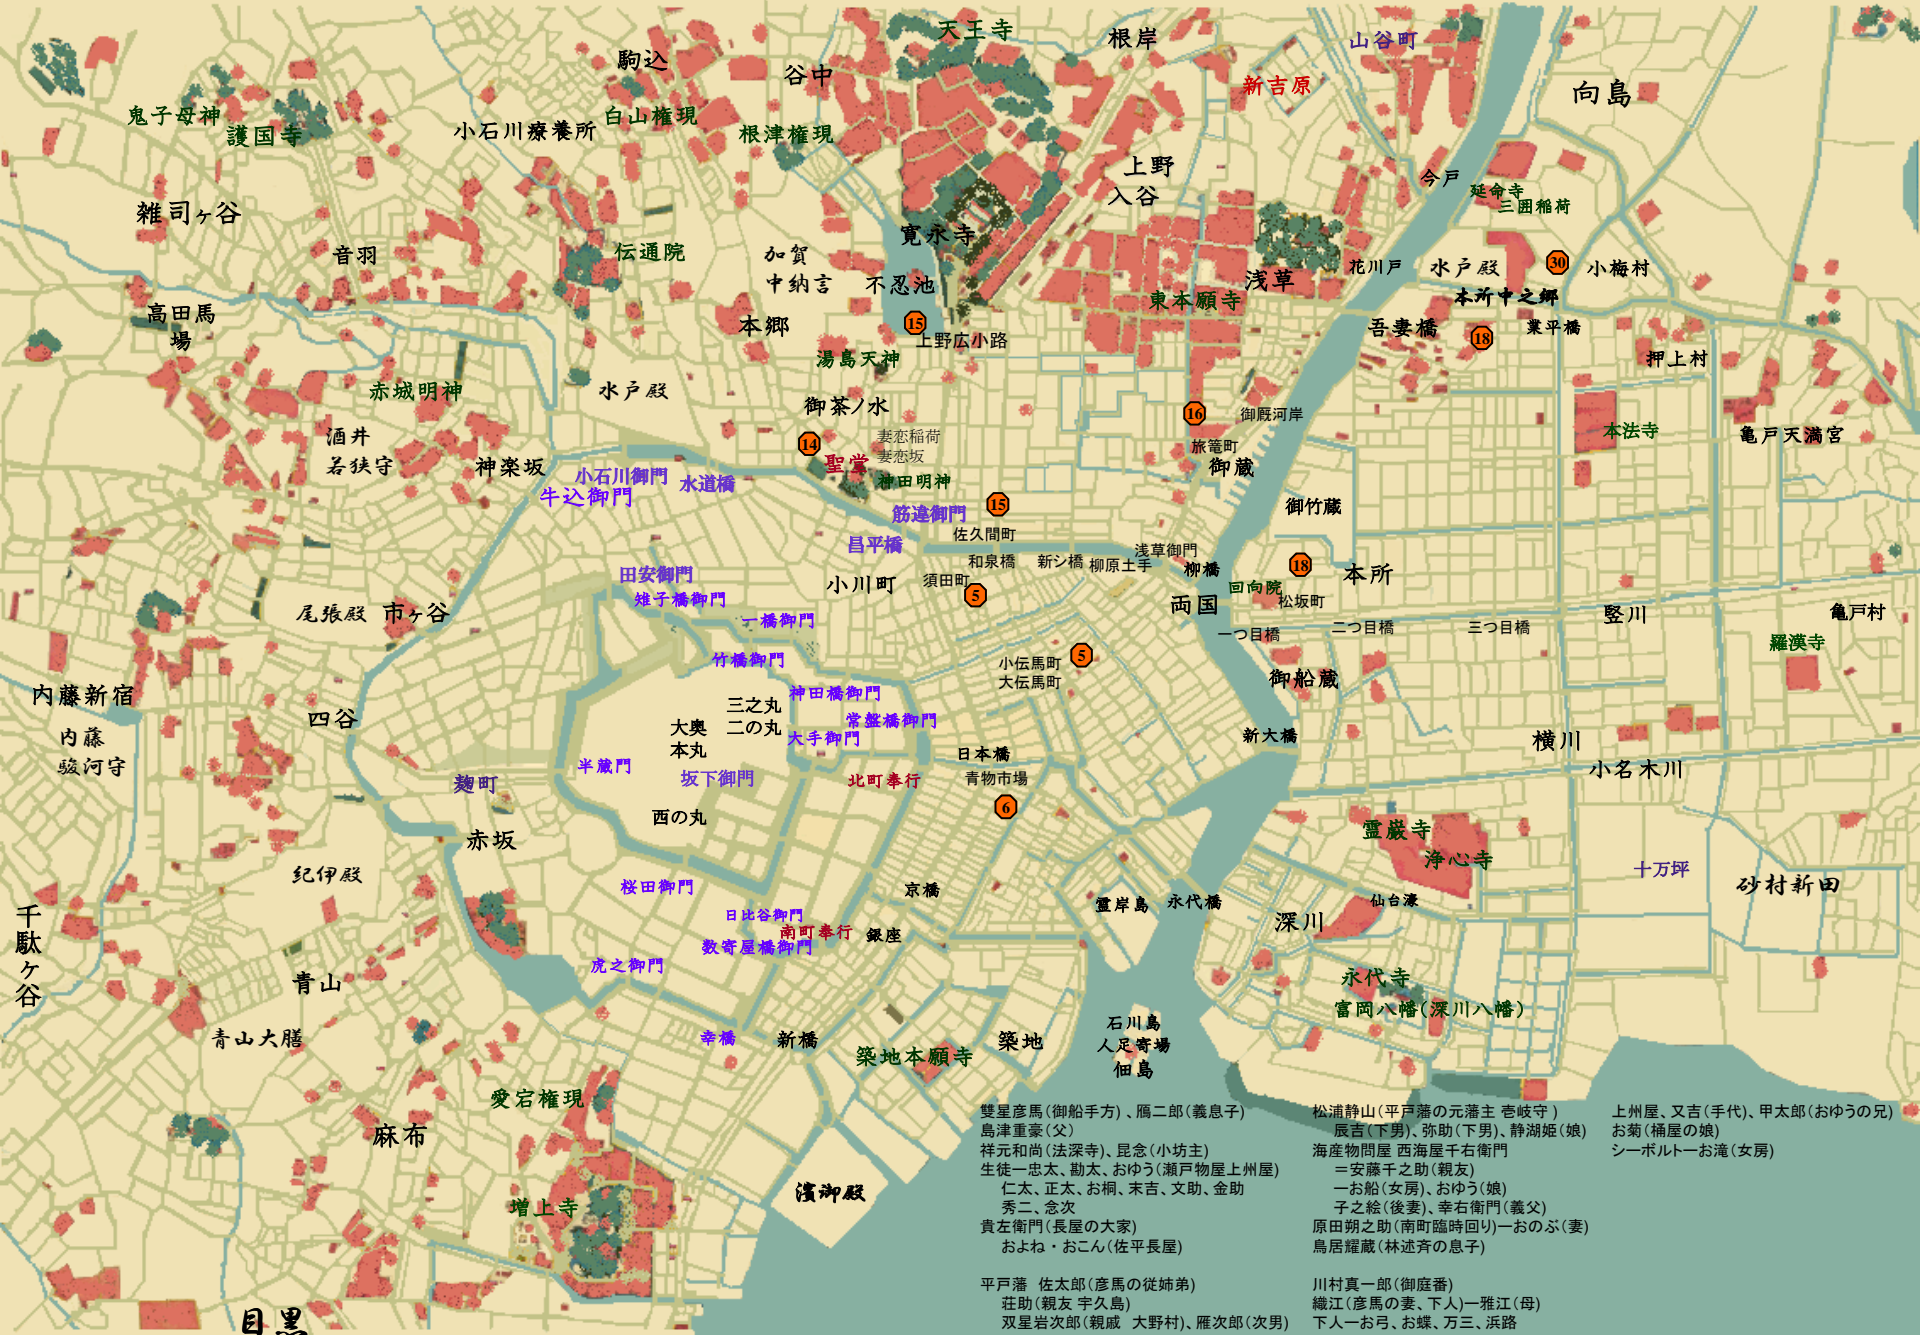 天王寺
根岸
山谷町
駒込
谷中
新吉原
向島
鬼子母神
護国寺
小石川療養所
白山権現
根津権現
上野
入谷
今戸
延命寺
三囲稲荷
雑司ヶ谷
音羽
伝通院
加賀
中納言
寛永寺
不忍池
浅草
花川戸
水戸殿
30
小梅村
東本願寺
本所中之郷
高田馬
場
本郷
15
上野広小路
吾妻橋
18
業平橋
湯島天神
押上村
赤城明神
水戸殿
御茶ノ水
16
御厩河岸
本法寺
亀戸天満宮
酒井
若狭守
14
妻恋稲荷
妻恋坂
旅篭町
神楽坂
聖堂
御蔵
小石川御門
水道橋
神田明神
牛込御門
15
筋違御門
御竹蔵
昌平橋
佐久間町
和泉橋
新シ橋
柳原土手
浅草御門
柳橋
18
本所
田安御門
小川町
須田町
5
回向院
松坂町
雉子橋御門
両国
尾張殿
市ヶ谷
一橋御門
一つ目橋
二つ目橋
三つ目橋
竪川
亀戸村
羅漢寺
竹橋御門
小伝馬町
大伝馬町
5
御船蔵
内藤新宿
神田橋御門
三之丸
二の丸
四谷
大奥
本丸
常盤橋御門
大手御門
内藤
駿河守
日本橋
新大橋
横川
半蔵門
坂下御門
北町奉行
青物市場
小名木川
麹町
6
西の丸
赤坂
霊巌寺
浄心寺
十万坪
紀伊殿
桜田御門
京橋
霊岸島
永代橋
仙台濠
砂村新田
千駄ヶ谷
日比谷御門
南町奉行
銀座
深川
数寄屋橋御門
虎之御門
青山
永代寺
富岡八幡(深川八幡)
青山大膳
幸橋
新橋
築地本願寺
築地
石川島
人足寄場
佃島
愛宕権現
麻布
濱御殿
増上寺
目黒
雙星彦馬(御船手方)、鴈二郎(義息子)
島津重豪(父)
祥元和尚(法深寺)、昆念(小坊主)
生徒ー忠太、勘太、おゆう(瀬戸物屋上州屋)
仁太、正太、お桐、末吉、文助、金助
秀二、念次
貴左衛門(長屋の大家)
およね・おこん(佐平長屋)
平戸藩 佐太郎(彦馬の従姉弟)
荘助(親友 宇久島)
双星岩次郎(親戚 大野村)、雁次郎(次男)
松浦静山(平戸藩の元藩主 壱岐守 )
辰吉(下男)、弥助(下男)、静湖姫(娘)
海産物問屋 西海屋千右衛門
＝安藤千之助(親友)
ーお船(女房)、おゆう(娘)
子之絵(後妻)、幸右衛門(義父)
原田朔之助(南町臨時回り)ーおのぶ(妻)
鳥居耀蔵(林述斉の息子)
川村真一郎(御庭番)
織江(彦馬の妻、下人)ー雅江(母)
下人ーお弓、お蝶、万三、浜路
上州屋、又吉(手代)、甲太郎(おゆうの兄)
お菊(桶屋の娘)
シーボルトーお滝(女房)